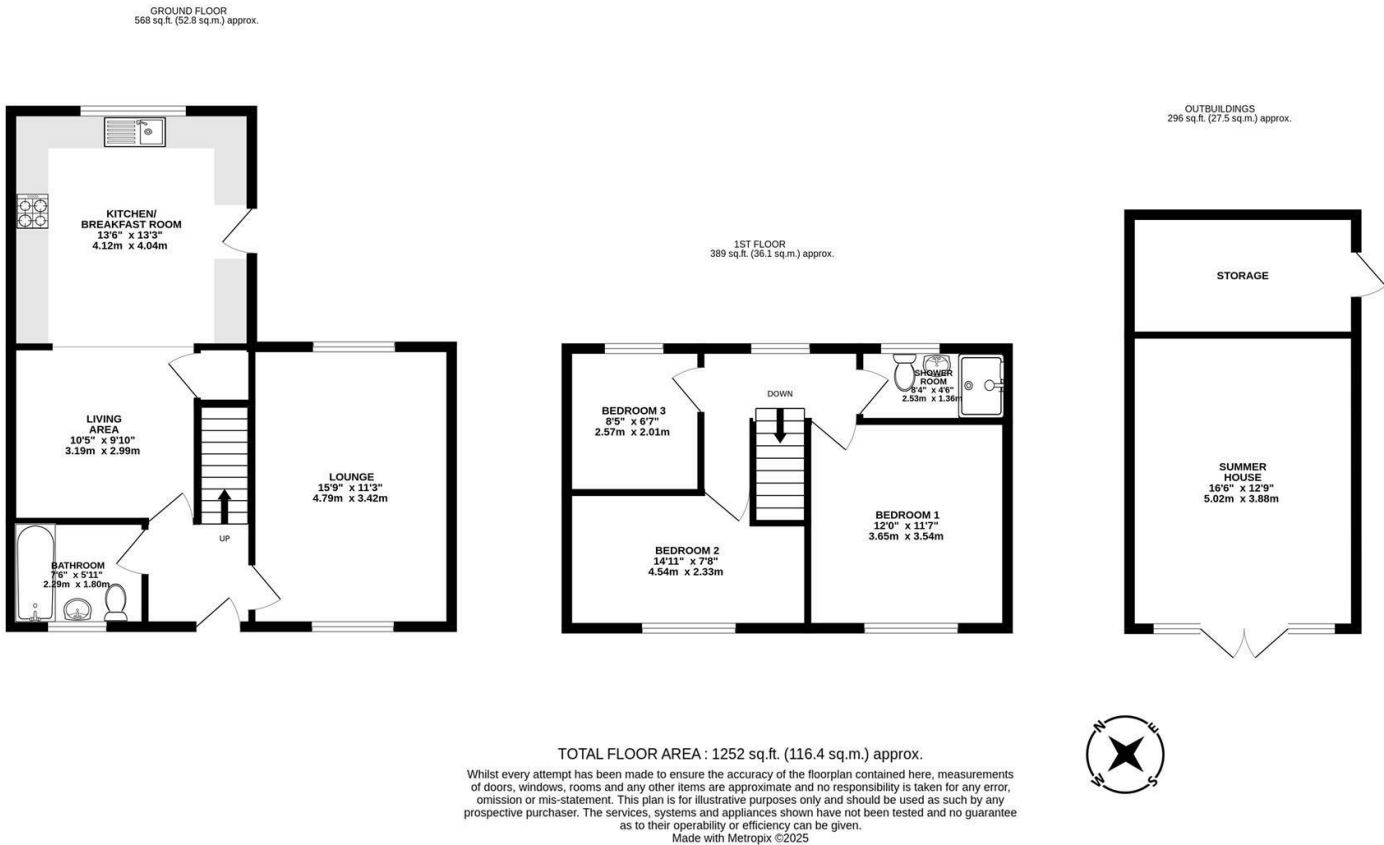 GROUND FLOOR
568 sq.ft. (52.8 sq.m.) approx.
KITCHEN/
BREAKFAST ROOM
13'6" x 13'3"
4.12m x 4.04m
LIVING
AREA
10'5" x 9'10"
3.19m x 2.99m
LOUNGE
15'9" x 11'3"
4.79m x 3.42m
UP
BATHROOM
7'6" x 5'11"
2.29m x 1.80m
1ST FLOOR
389 sq.ft. (36.1 sq.m.) approx.
DOWN
SHOWER
ROOM
8'4" x 4'6"
2.53m x 1.36m
BEDROOM 3
8'5" x 6'7"
2.57m x 2.01m
BEDROOM 1
12'0" x 11'7"
3.65m x 3.54m
BEDROOM 2
14'11" x 7'8"
4.54m x 2.33m
OUTBUILDINGS
296 sq.ft. (27.5 sq.m.) approx.
STORAGE
SUMMER
HOUSE
16'6" x 12'9"
5.02m x 3.88m
N
E
W
S
TOTAL FLOOR AREA : 1252 sq.ft. (116.4 sq.m.) approx.
Whilst every attempt has been made to ensure the accuracy of the floorplan contained here, measurements
of doors, windows, rooms and any other items are approximate and no responsibility is taken for any error,
omission or mis-statement. This plan is for illustrative purposes only and should be used as such by any
prospective purchaser. The services, systems and appliances shown have not been tested and no guarantee
as to their operability or efficiency can be given.
Made with Metropix ©2025